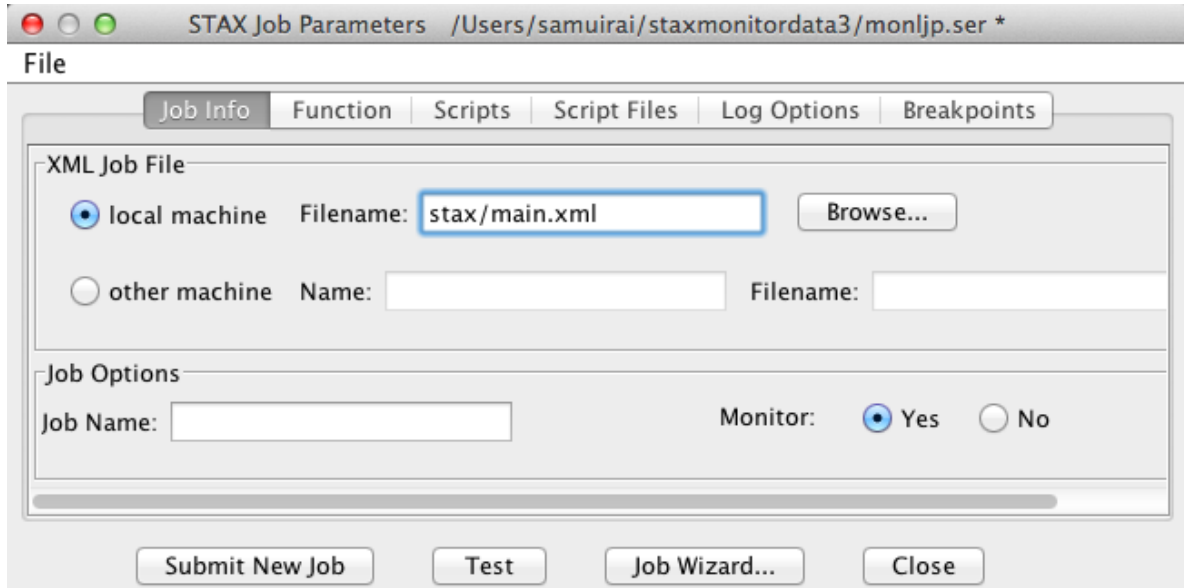 STAX Job Parameters /Users/samuirai/staxmonitordata3/monljp.ser *
File
Job Info Function Scripts Script Files Log Options Breakpoints
XML Job File
local machine Filename: stax/main.xml Browse...
other machine Name: Filename:
Job Options
Job Name: Monitor: Yes No
Submit New Job Test Job Wizard... Close